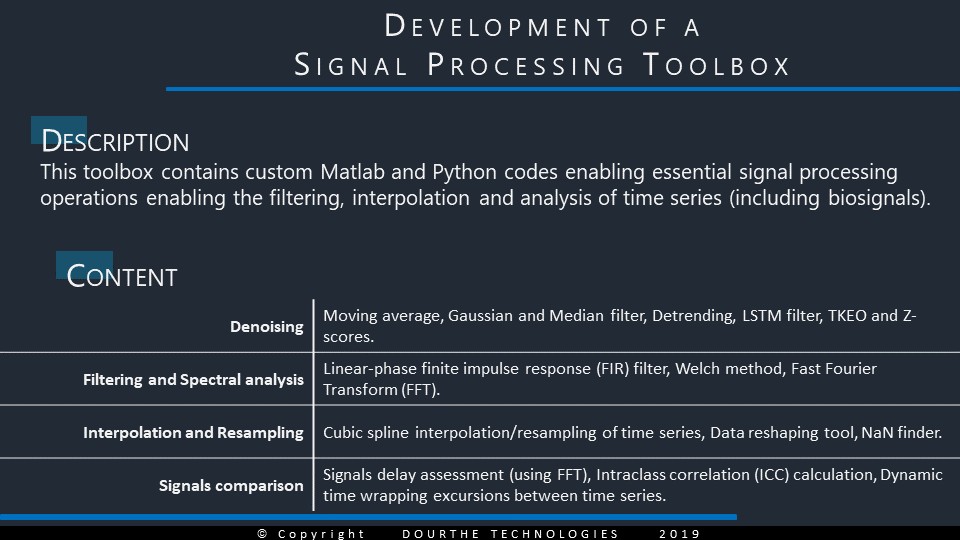 DEVELOPMENT OF A
SIGNAL PROCESSING TOOLBOX
DESCRIPTION
This toolbox contains custom Matlab and Python codes enabling essential signal processing
operations enabling the filtering, interpolation and analysis of time series (including biosignals).
CONTENT
Denoising
Moving average, Gaussian and Median filter, Detrending, LSTM filter, TKEO and Z-
scores.
Filtering and Spectral analysis
Linear-phase finite impulse response (FIR) filter, Welch method, Fast Fourier
Transform (FFT).
Interpolation and Resampling
Cubic spline interpolation/resampling of time series, Data reshaping tool, NaN finder.
Signals comparison
Signals delay assessment (using FFT), Intraclass correlation (ICC) calculation, Dynamic
time wrapping excursions between time series.
© Copyright DOURTHE TECHNOLOGIES 2019